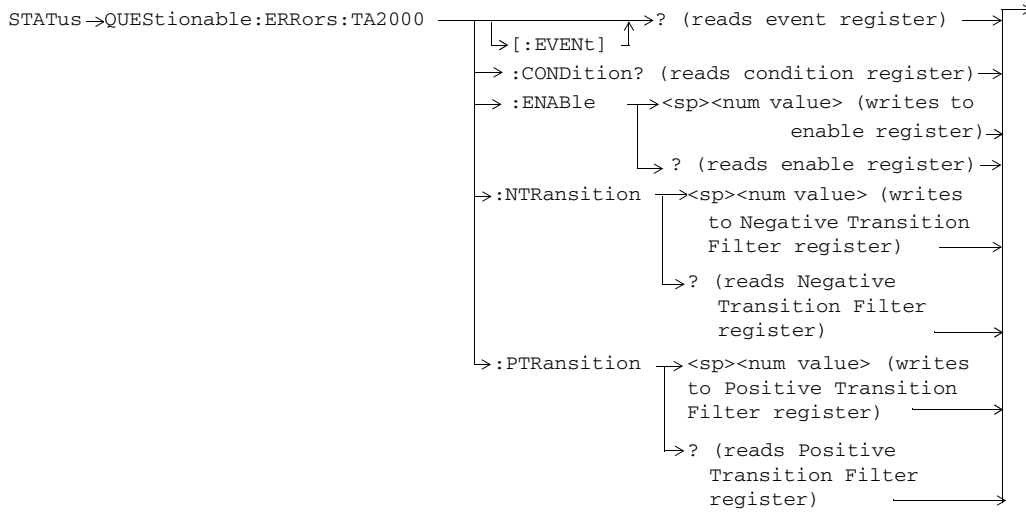 STATus QUEStionable:ERRors:TA2000 ? (reads event register)
[:EVENt]
:CONDition? (reads condition register)
:ENABle <sp><num value> (writes to
enable register)
? (reads enable register)
:NTRansition <sp><num value> (writes
to Negative Transition
Filter register)
? (reads Negative
Transition Filter
register)
:PTRansition <sp><num value> (writes
to Positive Transition
Filter register)
? (reads Positive
Transition Filter
register)